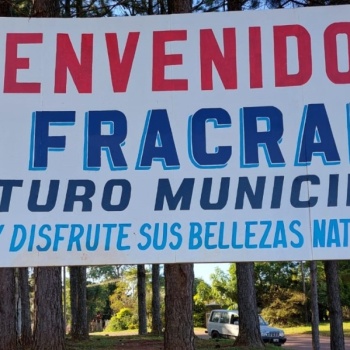 ENVENIDO
FRACRA
TURO MUNICI
Y DISFRUTE SUS BELLEZAS NAT